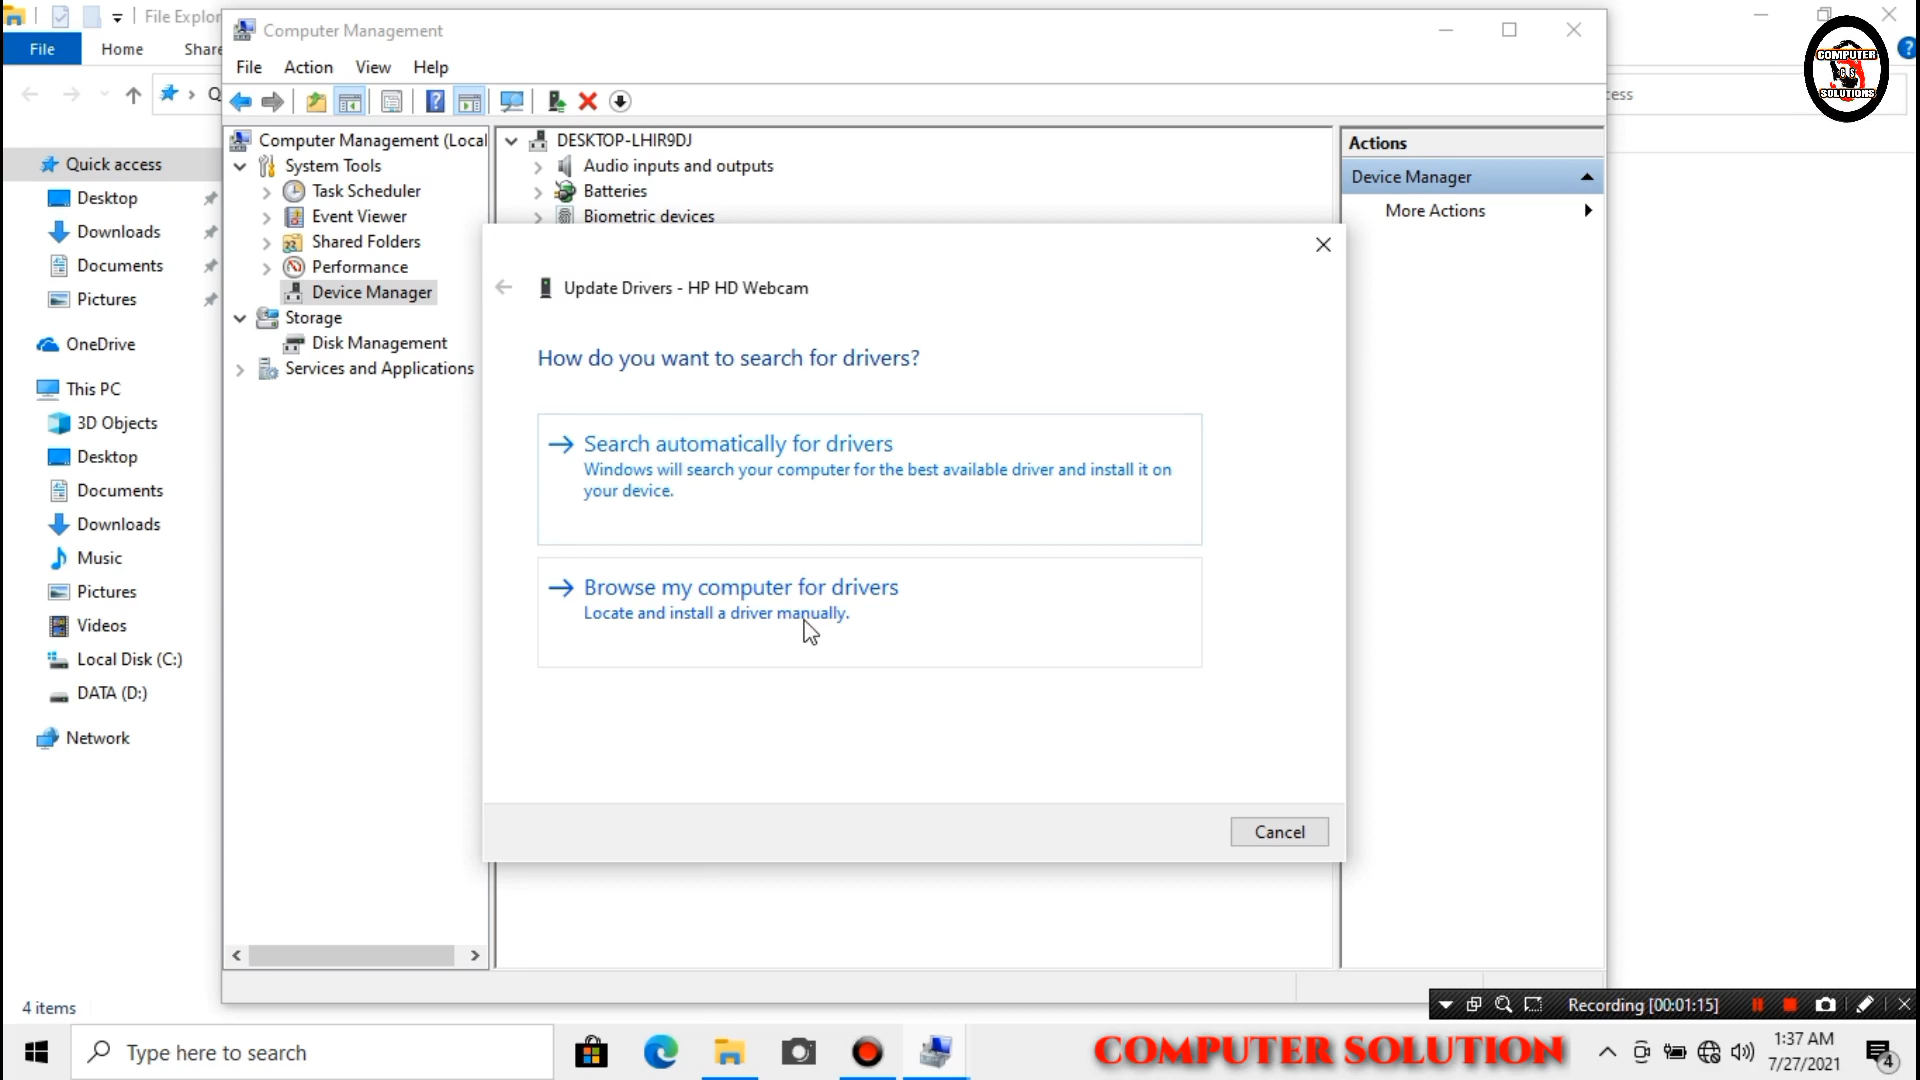 File Explor
File
Home
Share
Q
ess
Quick access
Desktop
Downloads
Documents
Pictures
OneDrive
This PC
3D Objects
Desktop
Documents
Downloads
Music
Pictures
Videos
Local Disk (C:)
DATA (D:)
Network
4 items
Computer Management
File
Action
View
Help
Computer Management (Local
System Tools
Task Scheduler
Event Viewer
Shared Folders
Performance
Device Manager
Storage
Disk Management
Services and Applications
DESKTOP-LHIR9DJ
Audio inputs and outputs
Batteries
Biometric devices
Actions
Device Manager
More Actions
Update Drivers - HP HD Webcam
How do you want to search for drivers?
Search automatically for drivers
Windows will search your computer for the best available driver and install it on
your device.
Browse my computer for drivers
Locate and install a driver manually.
Cancel
COMPUTER
SOLUTIONS
Recording [00:01:15]
Type here to search
COMPUTER SOLUTION
1:37 AM
7/27/2021
4